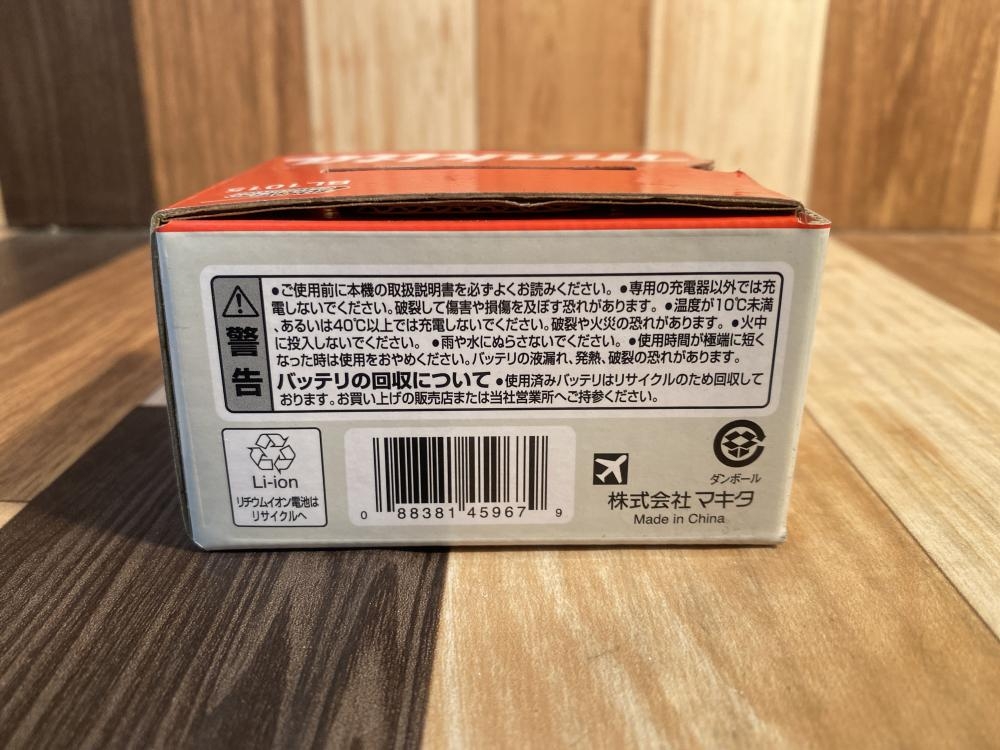 makita
BL1015
警告
●ご使用前に本機の取扱説明書を必ずよくお読みください。●専用の充電器以外では充
電しないでください。破裂して傷害や損傷を及ぼす恐れがあります。●温度が10℃未満
、あるいは40℃以上では充電しないでください。破裂や火災の恐れがあります。●火中
に投入しないでください。●雨や水にぬらさないでください。●使用時間が極端に短く
なった時は使用をおやめください。バッテリの液漏れ、発熱、破裂の恐れがあります。
バッテリの回収について ●使用済みバッテリはリサイクルのため回収して
おります。お買い上げの販売店または当社営業所へご持参ください。
Li-ion
リチウムイオン電池は
リサイクルへ
0 88381 45967 9
ダンボール
株式会社 マキタ
Made in China